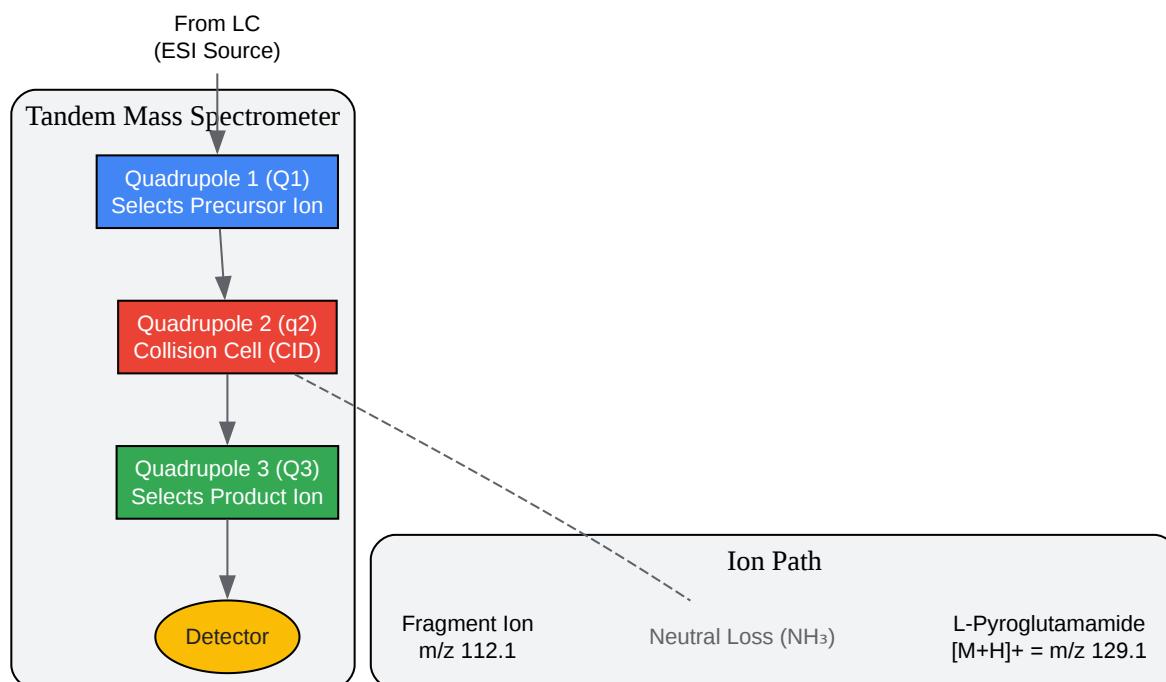 From LC
(ESI Source)
Tandem Mass Spectrometer
Quadrupole 1 (Q1)
Selects Precursor Ion
Quadrupole 2 (q2)
Collision Cell (CID)
Quadrupole 3 (Q3)
Selects Product Ion
Detector
Ion Path
Fragment Ion
m/z 112.1
Neutral Loss (NH₃)
L-Pyroglutamamide
[M+H]+ = m/z 129.1